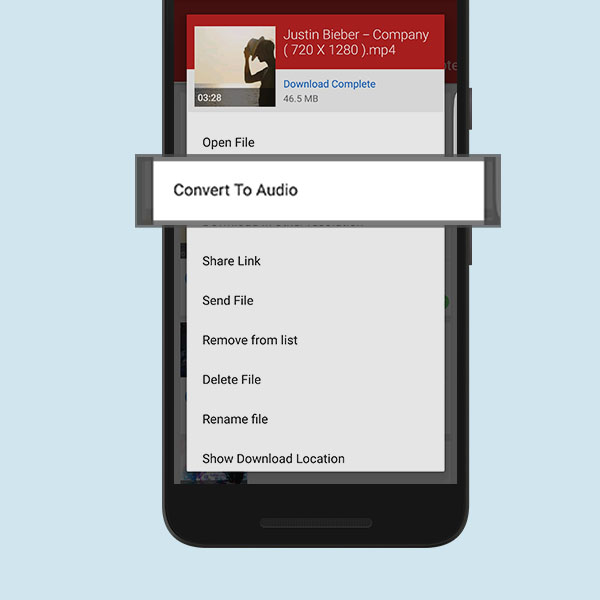 Justin Bieber – Company
( 720 X 1280 ).mp4
03:28
Download Complete
46.5 MB
Open File
Convert To Audio
Share Link
Send File
Remove from list
Delete File
Rename file
Show Download Location